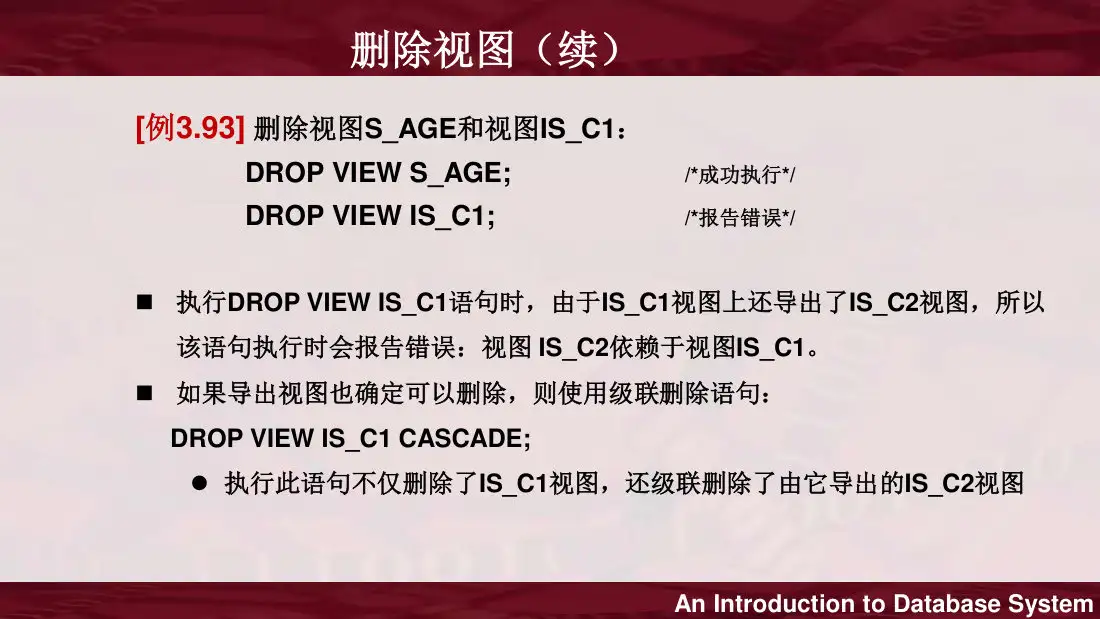 删除视图（续）
[例3.93] 删除视图S_AGE和视图IS_C1：
DROP VIEW S_AGE; /*成功执行*/
DROP VIEW IS_C1; /*报告错误*/
■ 执行DROP VIEW IS_C1语句时，由于IS_C1视图上还导出了IS_C2视图，所以
该语句执行时会报告错误：视图 IS_C2依赖于视图IS_C1。
■ 如果导出视图也确定可以删除，则使用级联删除语句：
DROP VIEW IS_C1 CASCADE;
● 执行此语句不仅删除了IS_C1视图，还级联删除了由它导出的IS_C2视图
An Introduction to Database System